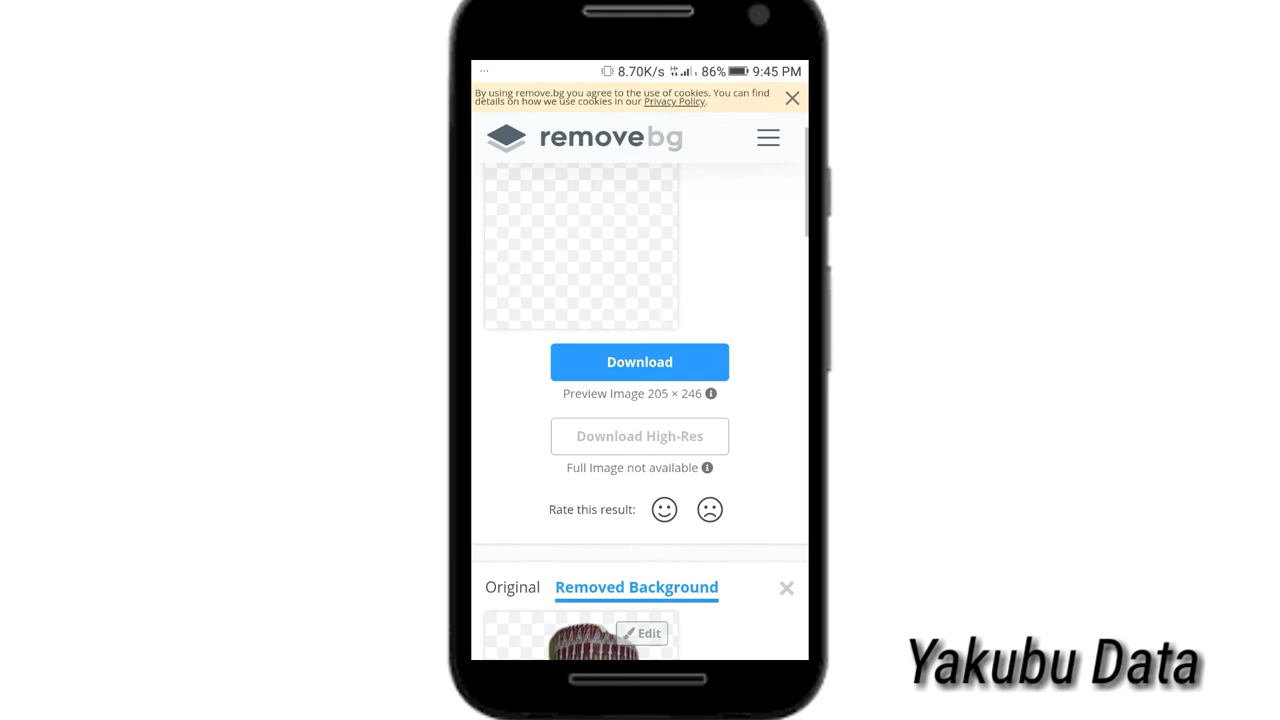 ... 8.70K/s 86% 9:45 PM
By using remove.bg you agree to the use of cookies. You can find
details on how we use cookies in our Privacy Policy.
removebg
Download
Preview Image 205 × 246
Download High-Res
Full Image not available
Rate this result:
Original Removed Background
Edit
Yakubu Data